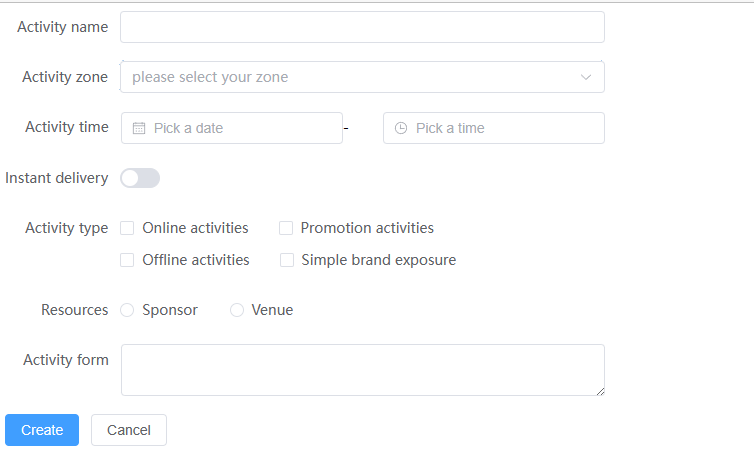 Activity name
Activity zone please select your zone
Activity time Pick a date - Pick a time
Instant delivery
Activity type Online activities Promotion activities
Offline activities Simple brand exposure
Resources Sponsor Venue
Activity form
Create Cancel